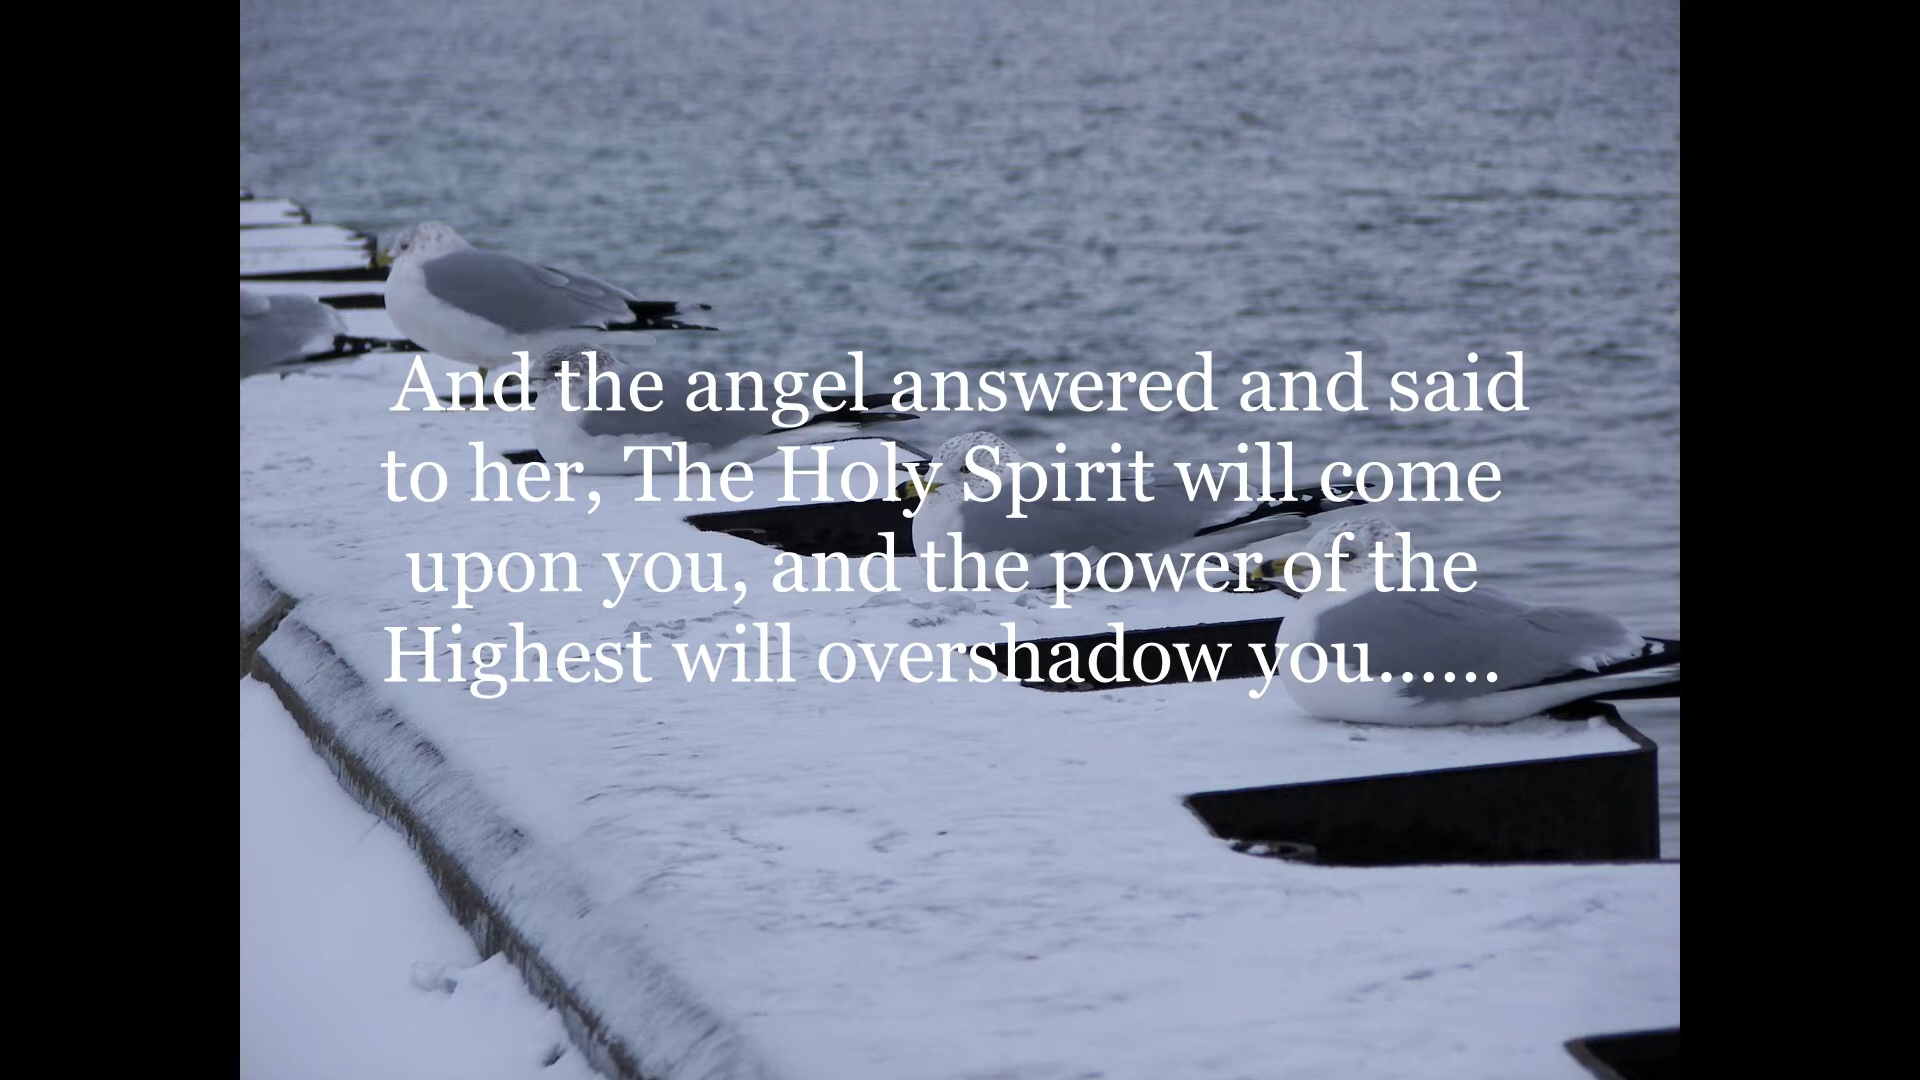 And the angel answered and said
to her, The Holy Spirit will come
upon you, and the power of the
Highest will overshadow you......